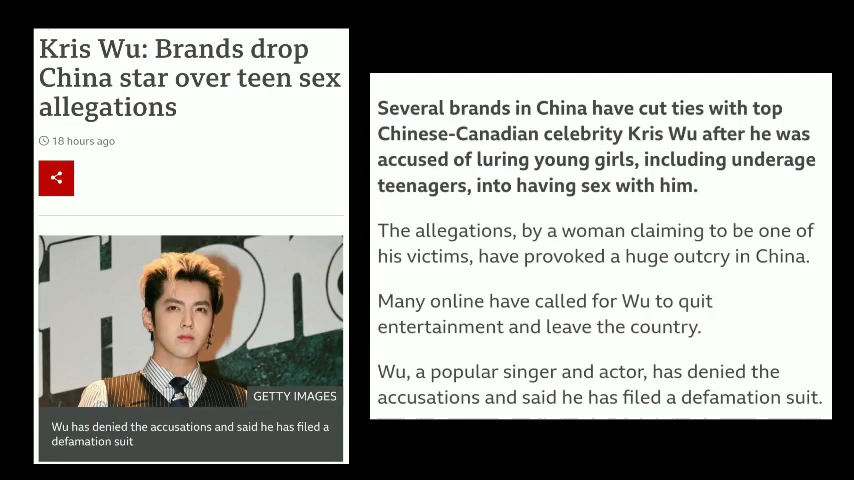 Kris Wu: Brands drop
China star over teen sex
allegations
18 hours ago
Hone
GETTY IMAGES
Wu has denied the accusations and said he has filed a
defamation suit
Several brands in China have cut ties with top
Chinese-Canadian celebrity Kris Wu after he was
accused of luring young girls, including underage
teenagers, into having sex with him.
The allegations, by a woman claiming to be one of
his victims, have provoked a huge outcry in China.
Many online have called for Wu to quit
entertainment and leave the country.
Wu, a popular singer and actor, has denied the
accusations and said he has filed a defamation suit.